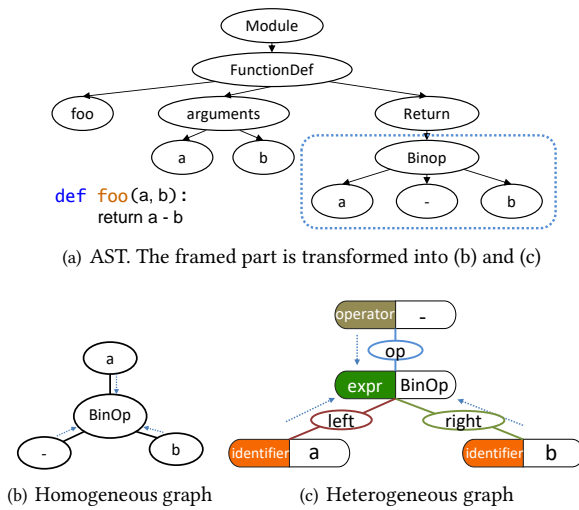 Module
FunctionDef
foo
arguments
Return
a
b
Binop
a
-
b
def foo(a, b):
return a - b
(a) AST. The framed part is transformed into (b) and (c)
a
BinOp
-
b
(b) Homogeneous graph
operator -
op
expr BinOp
left
right
identifier a
identifier b
(c) Heterogeneous graph